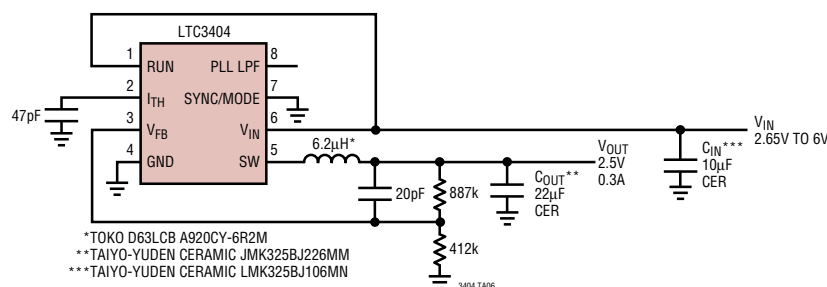 LTC3404
1 RUN PLL LPF 8
2 ITH SYNC/MODE 7
47pF
3 VFB VIN 6
4 GND SW 5
6.2µH*
20pF
887k
412k
VOUT
2.5V
0.3A
COUT**
22µF
CER
VIN
2.65V TO 6V
CIN***
10µF
CER
*TOKO D63LCB A920CY-6R2M
**TAIYO-YUDEN CERAMIC JMK325BJ226MM
***TAIYO-YUDEN CERAMIC LMK325BJ106MN
3404 TA06